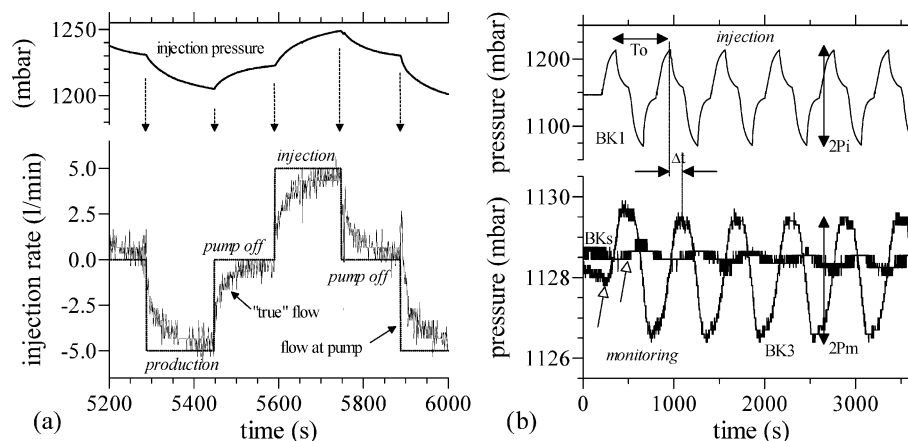 1250
1200
(mbar)
injection pressure
5.0
2.5
0.0
-2.5
-5.0
injection rate (l/min)
injection
pump off
pump off
"true" flow
flow at pump
production
5200
5400
5600
5800
6000
(a)
time (s)
1200
1100
pressure (mbar)
To
injection
BK1
2Pi
Δt
1130
1128
1126
pressure (mbar)
BKs
monitoring
BK3
2Pm
0
1000
2000
3000
(b)
time (s)